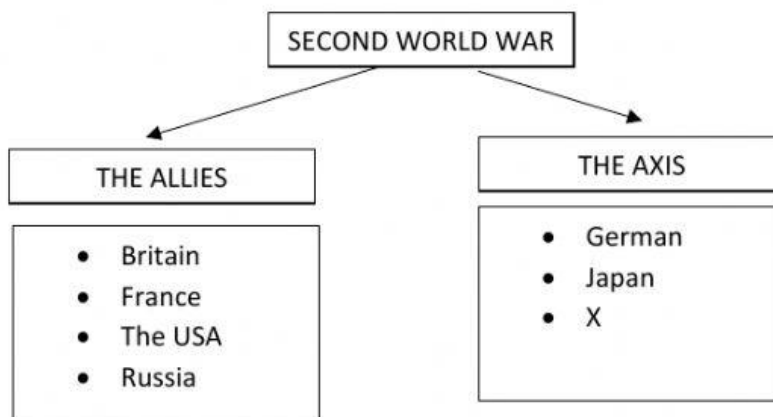 SECOND WORLD WAR
THE ALLIES
• Britain
• France
• The USA
• Russia
THE AXIS
• German
• Japan
• X